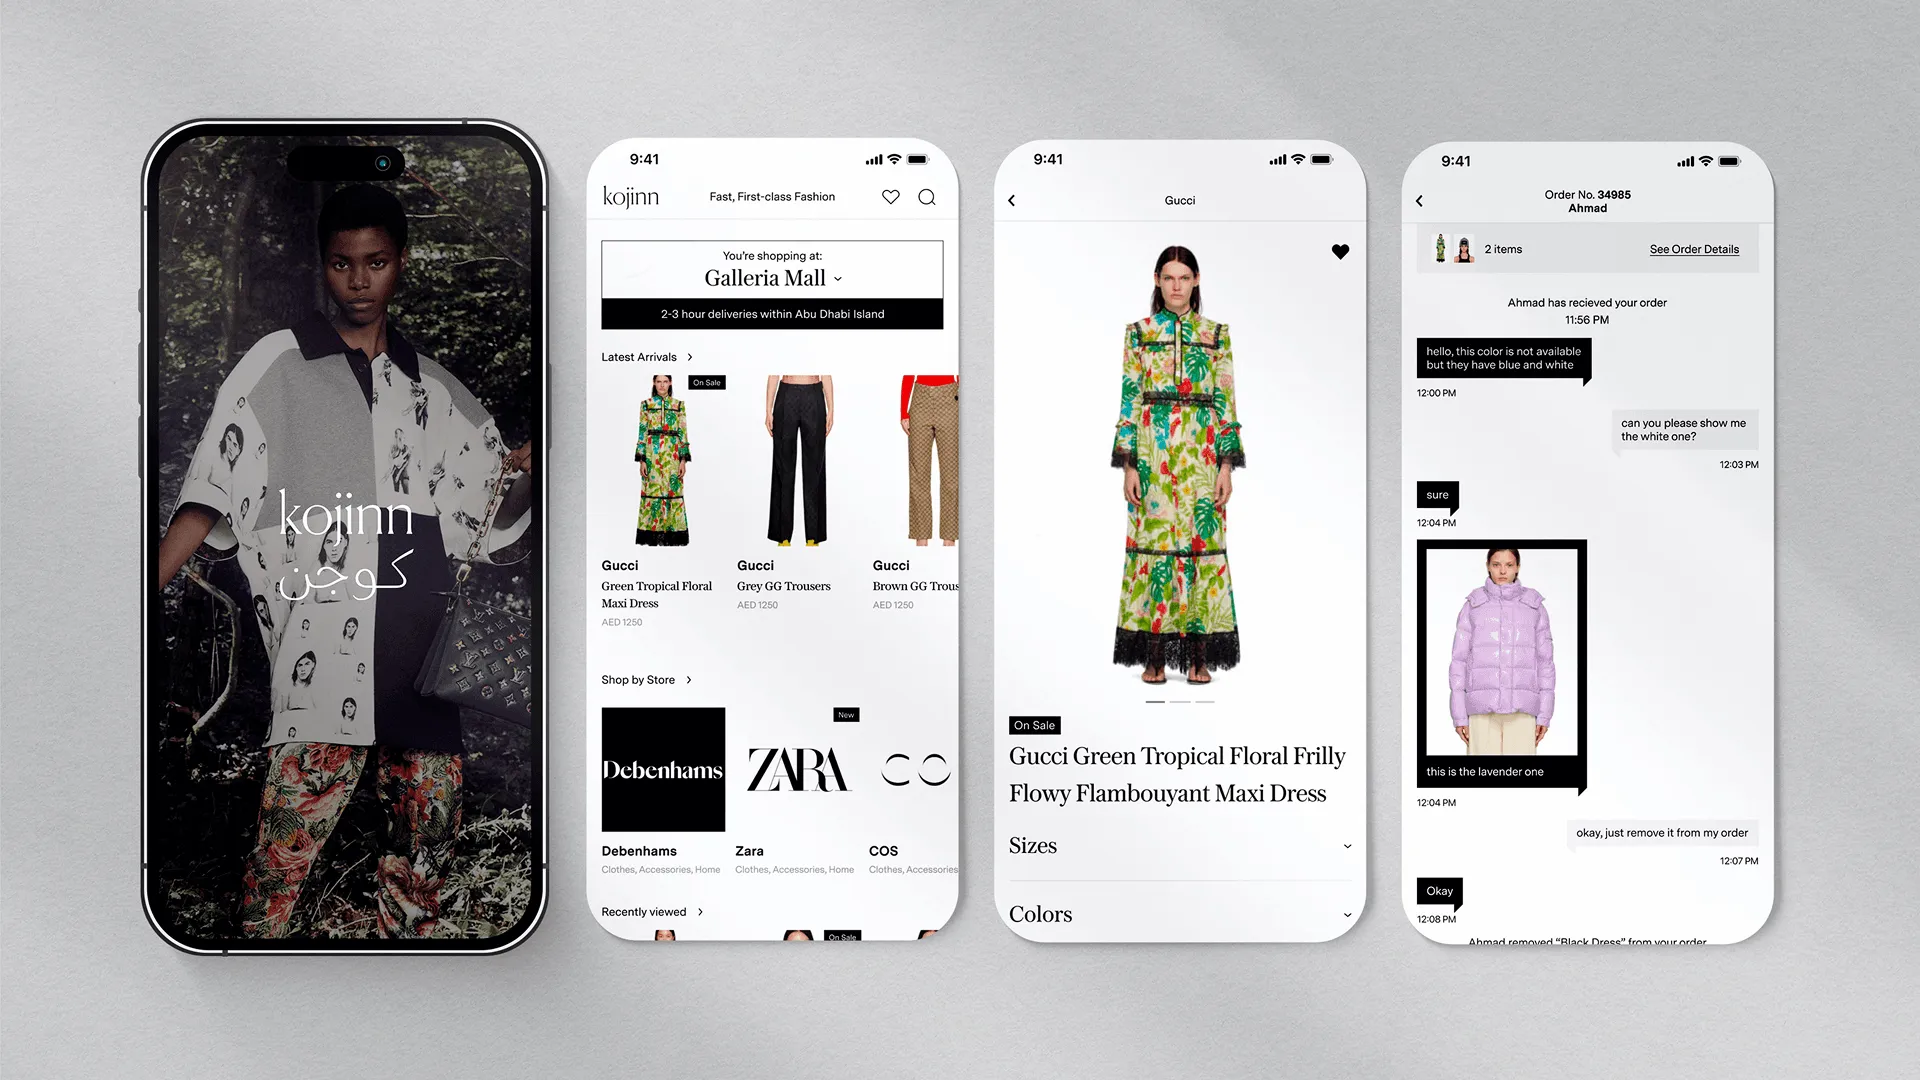 kojinn
كوجن
9:41
kojinn
Fast, First-class Fashion
You're shopping at:
Galleria Mall
2-3 hour deliveries within Abu Dhabi Island
Latest Arrivals
On Sale
Gucci
Green Tropical Floral
Maxi Dress
AED 1250
Gucci
Grey GG Trousers
AED 1250
Gucci
Brown GG Trous
AED 1250
Shop by Store
Debenhams
New
ZARA
CO
Debenhams
Clothes, Accessories, Home
Zara
Clothes, Accessories, Home
COS
Clothes, Accessories
Recently viewed
On Sale
9:41
Gucci
On Sale
Gucci Green Tropical Floral Frilly
Flowy Flambouyant Maxi Dress
Sizes
Colors
9:41
Order No. 34985
Ahmad
2 items
See Order Details
Ahmad has recieved your order
11:56 PM
hello, this color is not available
but they have blue and white
12:00 PM
can you please show me
the white one?
12:03 PM
sure
12:04 PM
this is the lavender one
12:04 PM
okay, just remove it from my order
12:07 PM
Okay
12:08 PM
Ahmad removed “Black Dress” from your order